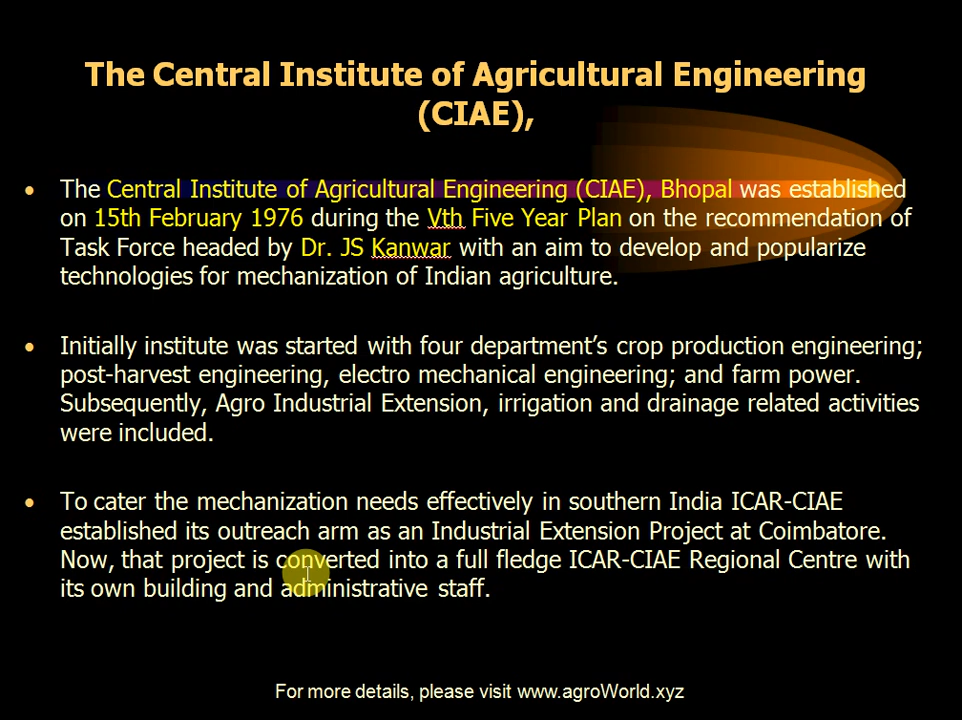 The Central Institute of Agricultural Engineering
(CIAE),
• The Central Institute of Agricultural Engineering (CIAE), Bhopal was established
on 15th February 1976 during the Vth Five Year Plan on the recommendation of
Task Force headed by Dr. JS Kanwar with an aim to develop and popularize
technologies for mechanization of Indian agriculture.
• Initially institute was started with four department’s crop production engineering;
post-harvest engineering, electro mechanical engineering; and farm power.
Subsequently, Agro Industrial Extension, irrigation and drainage related activities
were included.
• To cater the mechanization needs effectively in southern India ICAR-CIAE
established its outreach arm as an Industrial Extension Project at Coimbatore.
Now, that project is converted into a full fledge ICAR-CIAE Regional Centre with
its own building and administrative staff.
For more details, please visit www.agroWorld.xyz